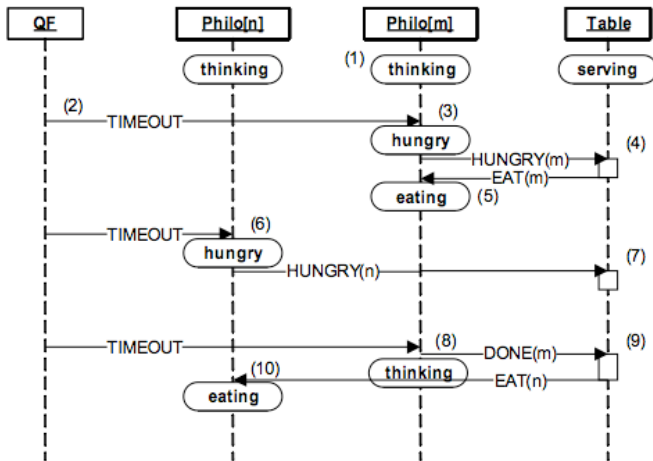 QF Philo[n] Philo[m] Table
thinking (1) thinking serving
(2) (3)
TIMEOUT
hungry (4)
HUNGRY(m)
EAT(m)
eating (5)
(6)
TIMEOUT
hungry (7)
HUNGRY(n)
(8) (9)
TIMEOUT DONE(m)
(10) thinking EAT(n)
eating